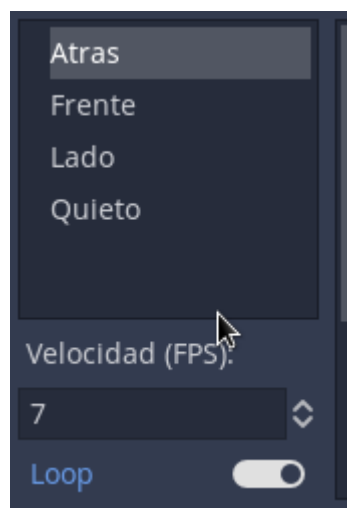 Atras
Frente
Lado
Quieto
Velocidad (FPS):
7
Loop